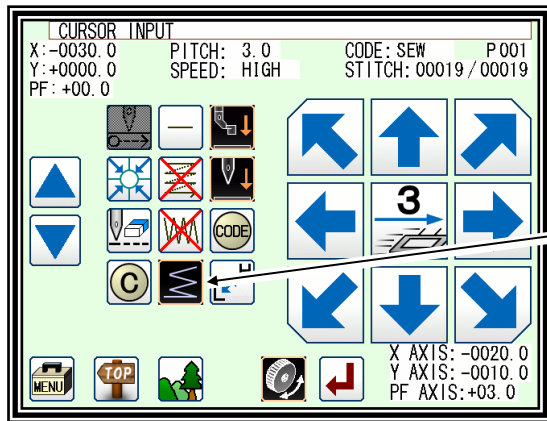 CURSOR INPUT
X:-0030.0 PITCH: 3.0 CODE: SEW P001
Y:+0000.0 SPEED: HIGH STITCH: 00019/00019
PF: +00.0
CODE
3
C
L H
MENU
TOP
X AXIS: -0020.0
Y AXIS: -0010.0
PF AXIS:+03.0